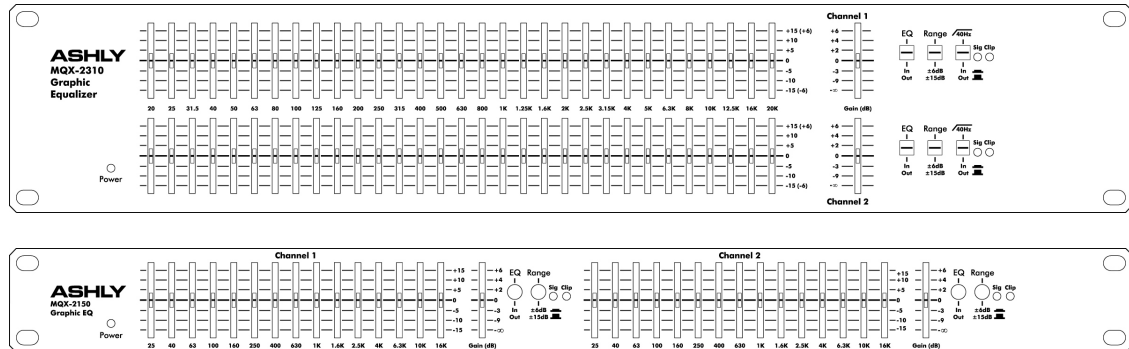 Channel 1
ASHLY
MQX-2310
Graphic
Equalizer
+15 (+6)
+10
+5
0
-5
-10
-15 (-6)
+6
+4
+2
0
-3
-9
-∞
EQ Range 40Hz
Sig Clip
In ±6dB In
Out ±15dB Out
20 25 31.5 40 50 63 80 100 125 160 200 250 315 400 500 630 800 1K 1.25K 1.6K 2K 2.5K 3.15K 4K 5K 6.3K 8K 10K 12.5K 16K 20K Gain (dB)
+15 (+6)
+10
+5
0
-5
-10
-15 (-6)
+6
+4
+2
0
-3
-9
-∞
EQ Range 40Hz
Sig Clip
In ±6dB In
Out ±15dB Out
Power
Channel 2
Channel 1 Channel 2
ASHLY
MQX-2150
Graphic EQ
Power
+15
+10
+5
0
-5
-10
-15
+6
+4
+2
0
-3
-9
-∞
EQ Range
Sig Clip
In ±6dB
Out ±15dB
25 40 63 100 160 250 400 630 1K 1.6K 2.5K 4K 6.3K 10K 16K Gain (dB)
+15
+10
+5
0
-5
-10
-15
+6
+4
+2
0
-3
-9
-∞
EQ Range
Sig Clip
In ±6dB
Out ±15dB
25 40 63 100 160 250 400 630 1K 1.6K 2.5K 4K 6.3K 10K 16K Gain (dB)